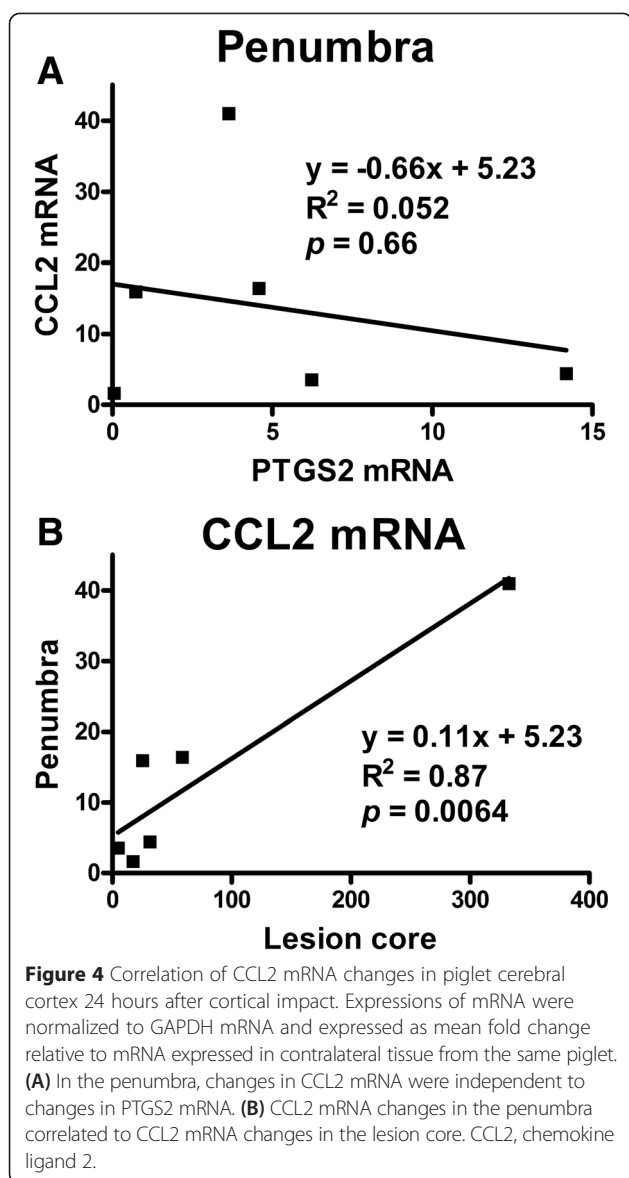 Penumbra
A
CCL2 mRNA
40
30
20
10
0
y = -0.66x + 5.23
R² = 0.052
p = 0.66
0 5 10 15
PTGS2 mRNA
B
CCL2 mRNA
Penumbra
40
30
20
10
0
y = 0.11x + 5.23
R² = 0.87
p = 0.0064
0 100 200 300 400
Lesion core
Figure 4 Correlation of CCL2 mRNA changes in piglet cerebral
cortex 24 hours after cortical impact. Expressions of mRNA were
normalized to GAPDH mRNA and expressed as mean fold change
relative to mRNA expressed in contralateral tissue from the same piglet.
(A) In the penumbra, changes in CCL2 mRNA were independent to
changes in PTGS2 mRNA. (B) CCL2 mRNA changes in the penumbra
correlated to CCL2 mRNA changes in the lesion core. CCL2, chemokine
ligand 2.